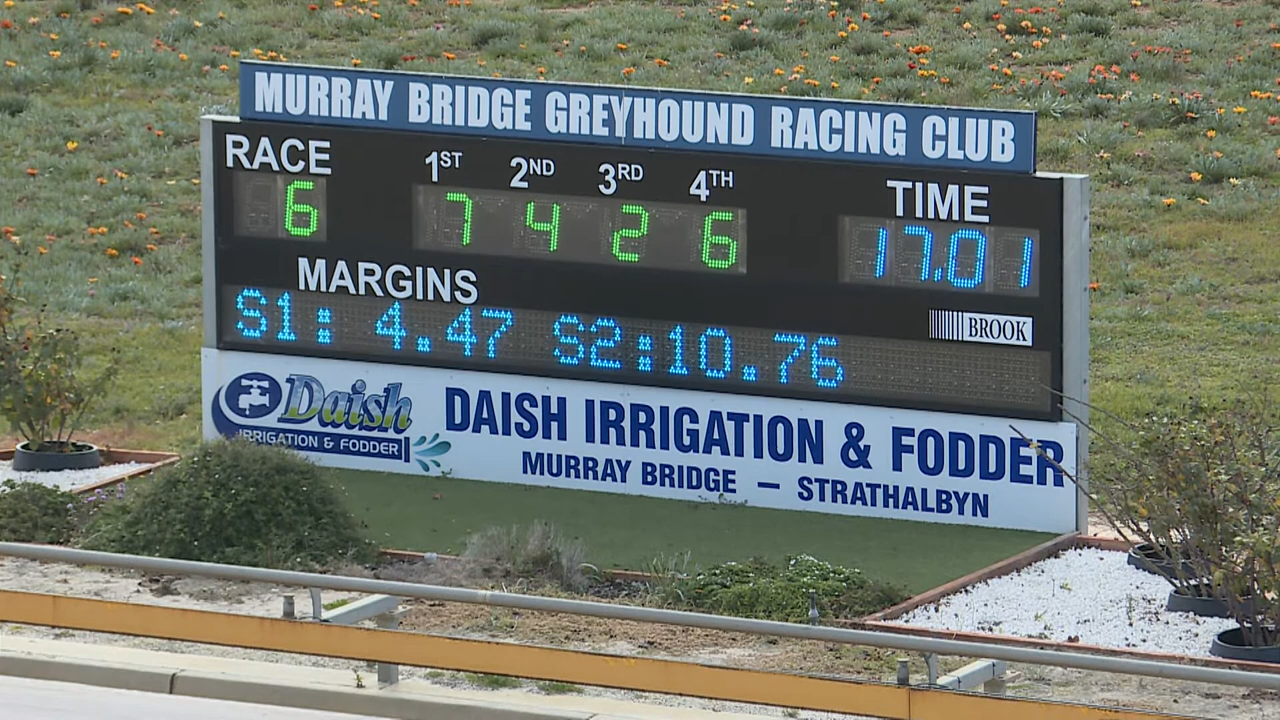 MURRAY BRIDGE GREYHOUND RACING CLUB
RACE 1ST 2ND 3RD 4TH TIME
6 7 4 2 6 17.01
MARGINS
S1: 4.47 S2:10.76
BROOK
Daish
IRRIGATION & FODDER
DAISH IRRIGATION & FODDER
MURRAY BRIDGE – STRATHALBYN